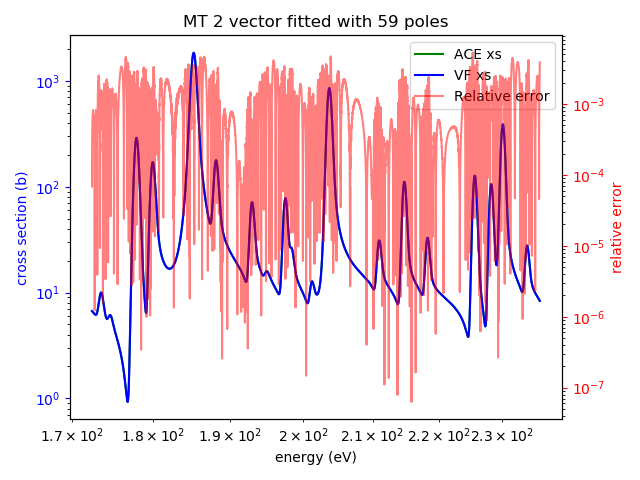 MT 2 vector fitted with 59 poles
ACE xs
VF xs
Relative error
cross section (b)
10³
10²
10¹
10⁰
relative error
10⁻³
10⁻⁴
10⁻⁵
10⁻⁶
10⁻⁷
1.7 × 10² 1.8 × 10² 1.9 × 10² 2 × 10² 2.1 × 10² 2.2 × 10² 2.3 × 10²
energy (eV)